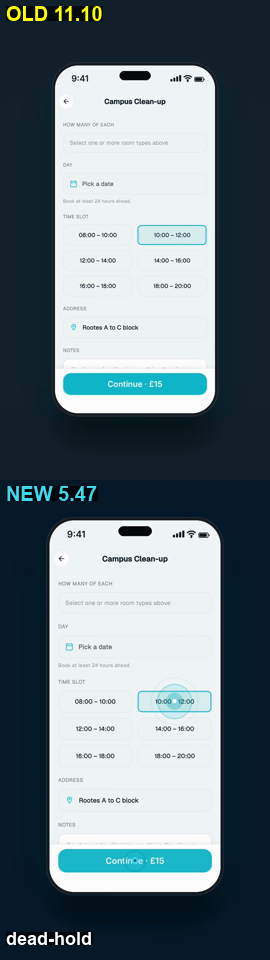 OLD 11.10
9:41
Campus Clean-up
HOW MANY OF EACH
Select one or more room types above
DAY
Pick a date
Book at least 24 hours ahead.
TIME SLOT
08:00 – 10:00
10:00 – 12:00
12:00 – 14:00
14:00 – 16:00
16:00 – 18:00
18:00 – 20:00
ADDRESS
Rootes A to C block
NOTES
Continue · £15
NEW 5.47
9:41
Campus Clean-up
HOW MANY OF EACH
Select one or more room types above
DAY
Pick a date
Book at least 24 hours ahead.
TIME SLOT
08:00 – 10:00
10:00 – 12:00
12:00 – 14:00
14:00 – 16:00
16:00 – 18:00
18:00 – 20:00
ADDRESS
Rootes A to C block
NOTES
Continue · £15
dead-hold